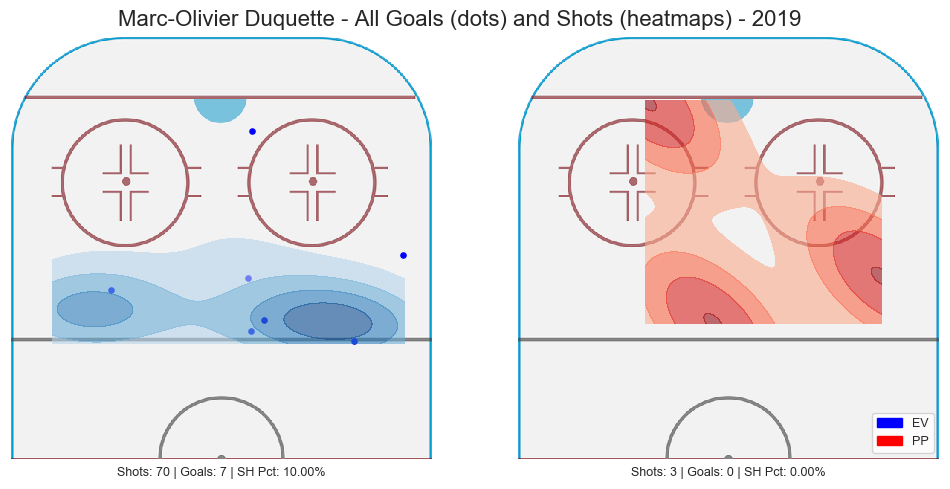 Marc-Olivier Duquette - All Goals (dots) and Shots (heatmaps) - 2019
EV
PP
Shots: 70 | Goals: 7 | SH Pct: 10.00%
Shots: 3 | Goals: 0 | SH Pct: 0.00%